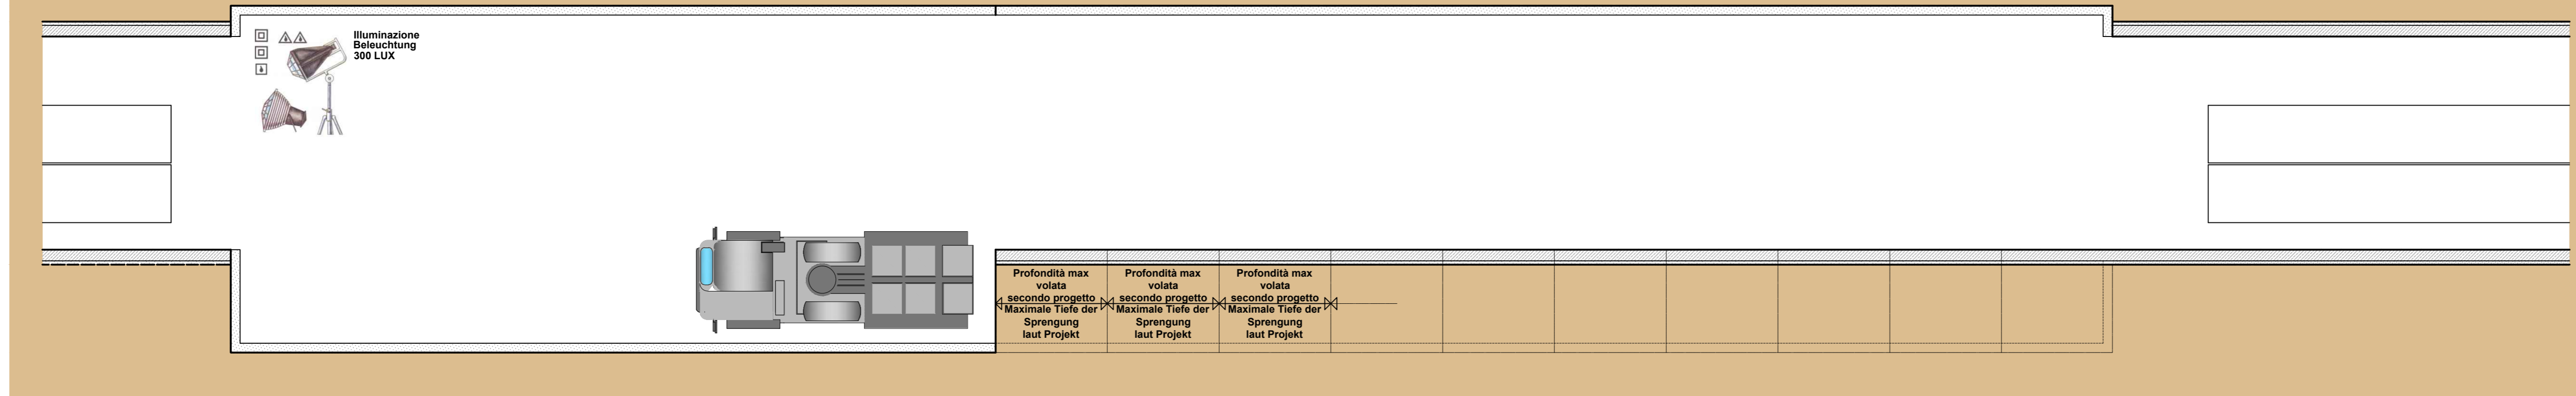 Illuminazione
Beleuchtung
300 LUX
Profondità max
volata
secondo progetto
Maximale Tiefe der
Sprengung
laut Projekt
Profondità max
volata
secondo progetto
Maximale Tiefe der
Sprengung
laut Projekt
Profondità max
volata
secondo progetto
Maximale Tiefe der
Sprengung
laut Projekt